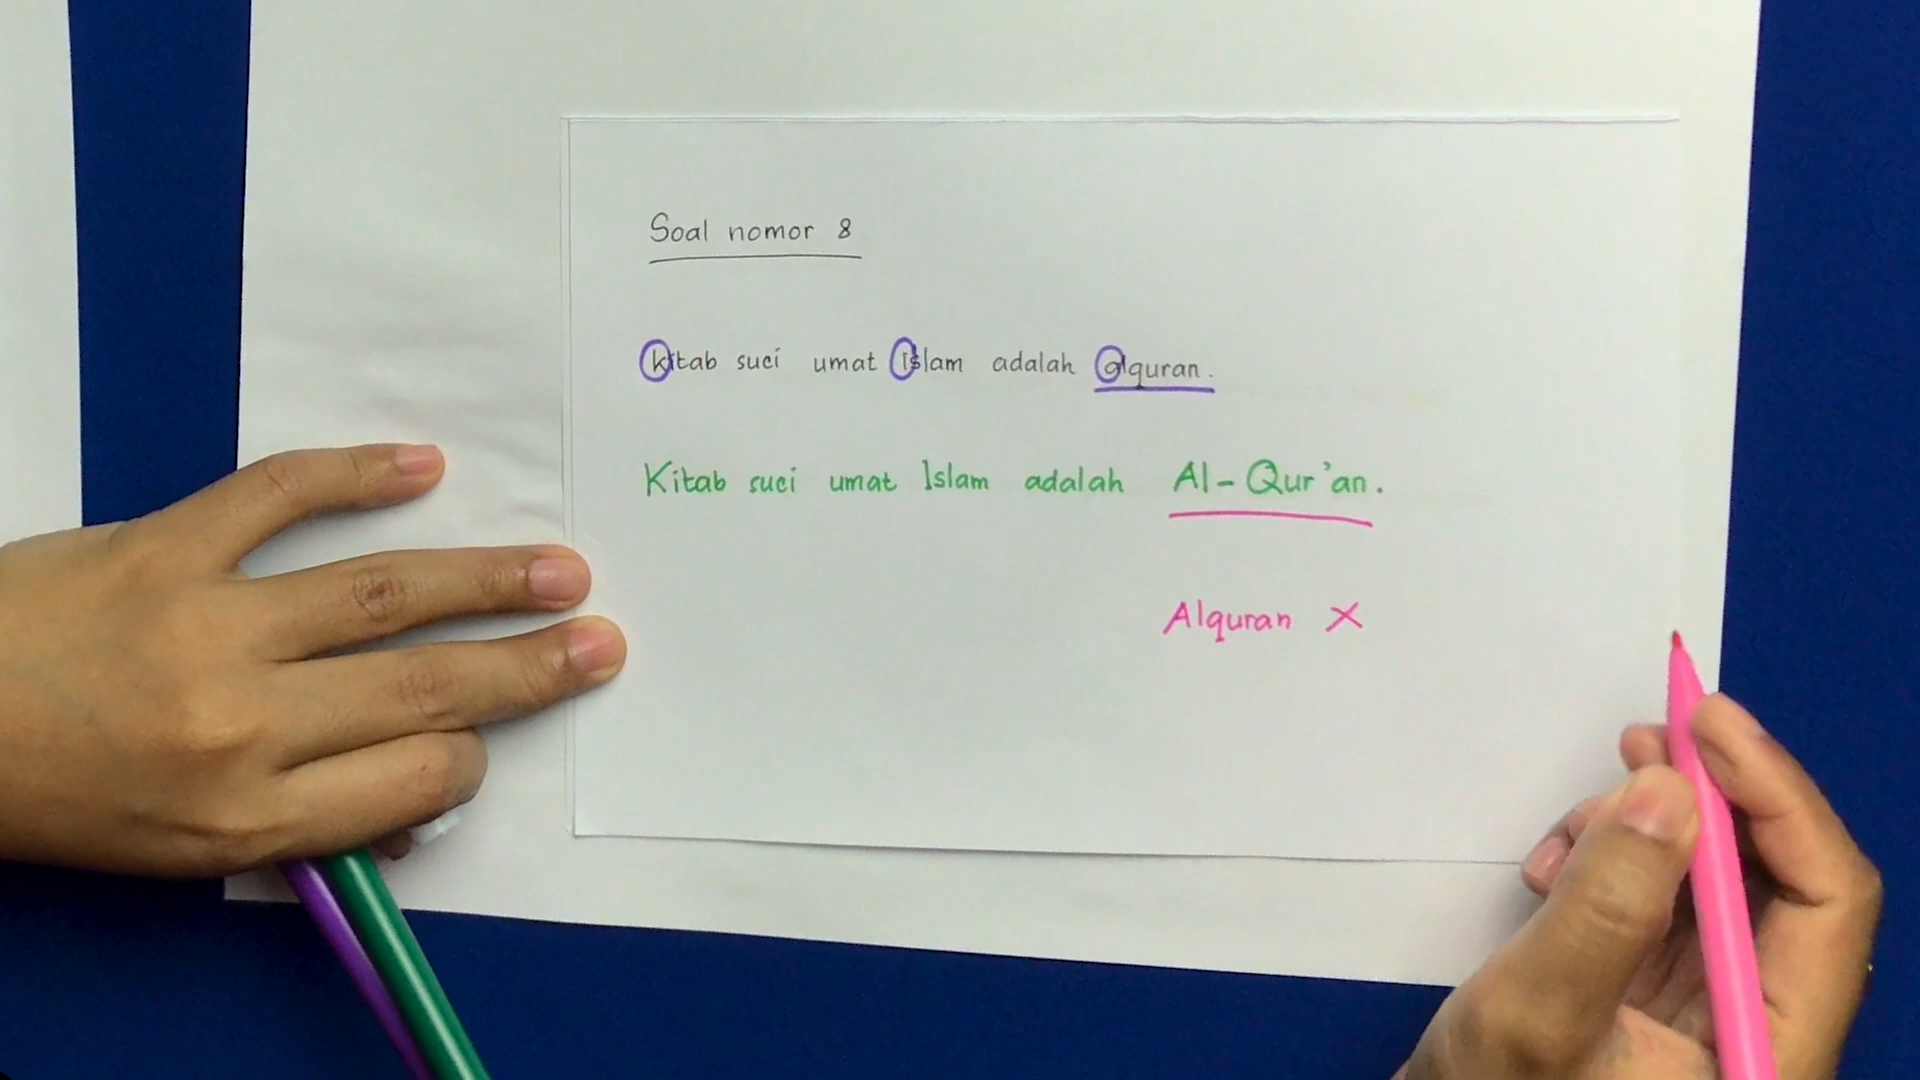 Soal nomor 8
kitab suci umat islam adalah alquran.
Kitab suci umat Islam adalah Al-Qur'an.
Alquran X